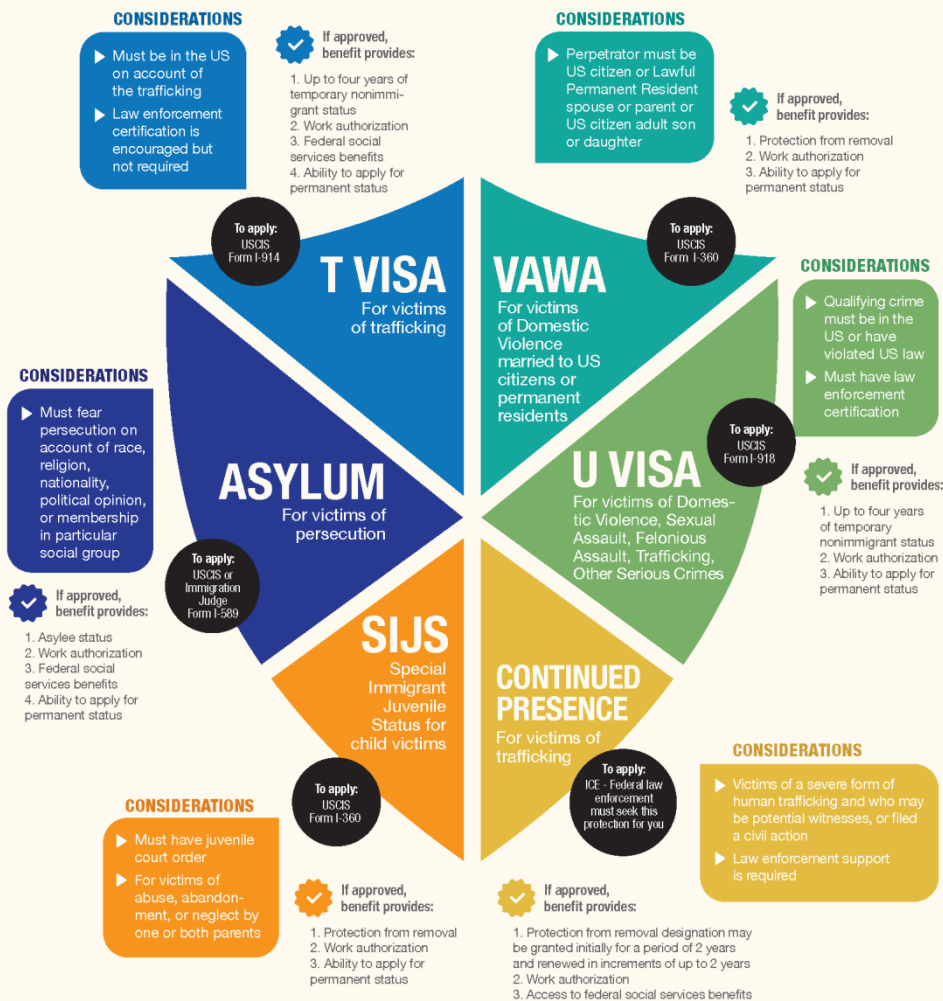 CONSIDERATIONS
Must be in the US
on account of
the trafficking
Law enforcement
certification is
encouraged but
not required
If approved,
benefit provides:
1. Up to four years of
temporary nonimmi-
grant status
2. Work authorization
3. Federal social
services benefits
4. Ability to apply for
permanent status
To apply:
USCIS
Form I-914
T VISA
For victims
of trafficking
CONSIDERATIONS
Perpetrator must be
US citizen or Lawful
Permanent Resident
spouse or parent or
US citizen adult son
or daughter
If approved,
benefit provides:
1. Protection from removal
2. Work authorization
3. Ability to apply for
permanent status
To apply:
USCIS
Form I-360
VAWA
For victims
of Domestic
Violence
married to US
citizens or
permanent
residents
CONSIDERATIONS
Qualifying crime
must be in the
US or have
violated US law
Must have law
enforcement
certification
To apply:
USCIS
Form I-918
If approved,
benefit provides:
1. Up to four years
of temporary
nonimmigrant status
2. Work authorization
3. Ability to apply for
permanent status
U VISA
For victims of Domes-
tic Violence, Sexual
Assault, Felonious
Assault, Trafficking,
Other Serious Crimes
CONSIDERATIONS
Must fear
persecution on
account of race,
religion,
nationality,
political opinion,
or membership
in particular
social group
ASYLUM
For victims of
persecution
To apply:
USCIS or
Immigration
Judge
Form I-589
If approved,
benefit provides:
1. Asylee status
2. Work authorization
3. Federal social
services benefits
4. Ability to apply for
permanent status
SIJS
Special
Immigrant
Juvenile
Status for
child victims
To apply:
USCIS
Form I-360
CONSIDERATIONS
Must have juvenile
court order
For victims of
abuse, abandon-
ment, or neglect by
one or both parents
If approved,
benefit provides:
1. Protection from removal
2. Work authorization
3. Ability to apply for
permanent status
CONTINUED
PRESENCE
For victims of
trafficking
To apply:
ICE - Federal law
enforcement
must seek this
protection for you
CONSIDERATIONS
Victims of a severe form of
human trafficking and who may
be potential witnesses, or filed
a civil action
Law enforcement support
is required
If approved,
benefit provides:
1. Protection from removal designation may
be granted initially for a period of 2 years
and renewed in increments of up to 2 years
2. Work authorization
3. Access to federal social services benefits